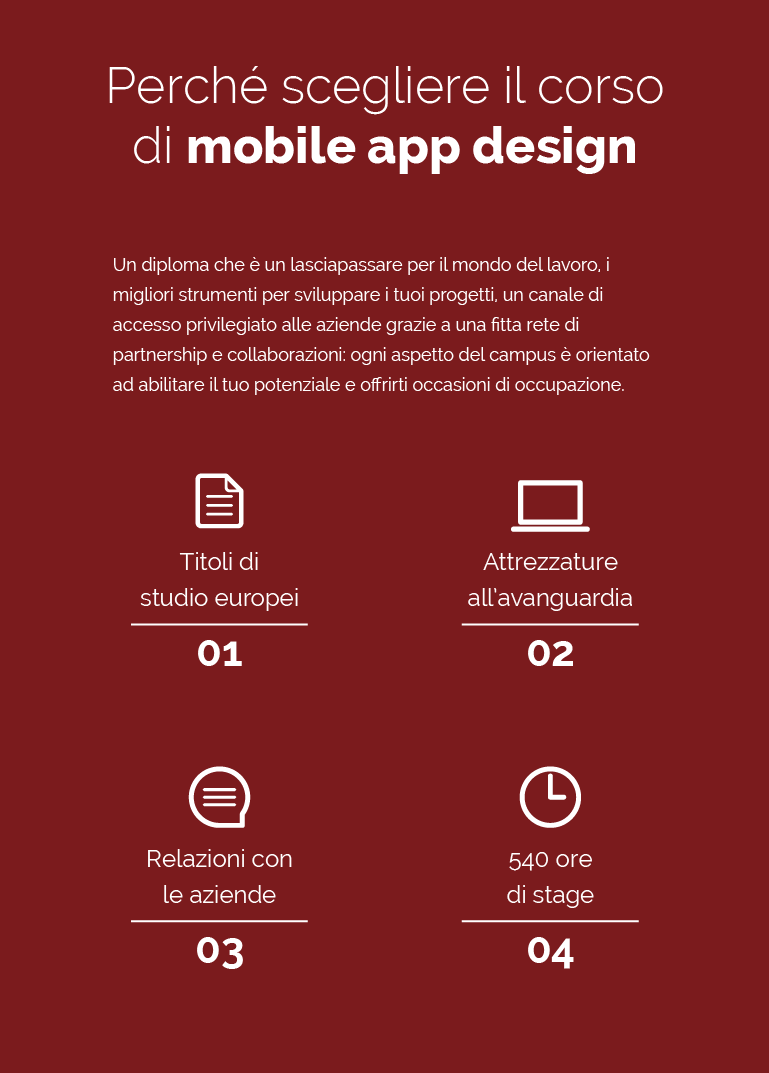 Perché scegliere il corso
di mobile app design
Un diploma che è un lasciapassare per il mondo del lavoro, i
migliori strumenti per sviluppare i tuoi progetti, un canale di
accesso privilegiato alle aziende grazie a una fitta rete di
partnership e collaborazioni: ogni aspetto del campus è orientato
ad abilitare il tuo potenziale e offrirti occasioni di occupazione.
Titoli di
studio europei
01
Attrezzature
all'avanguardia
02
Relazioni con
le aziende
03
540 ore
di stage
04